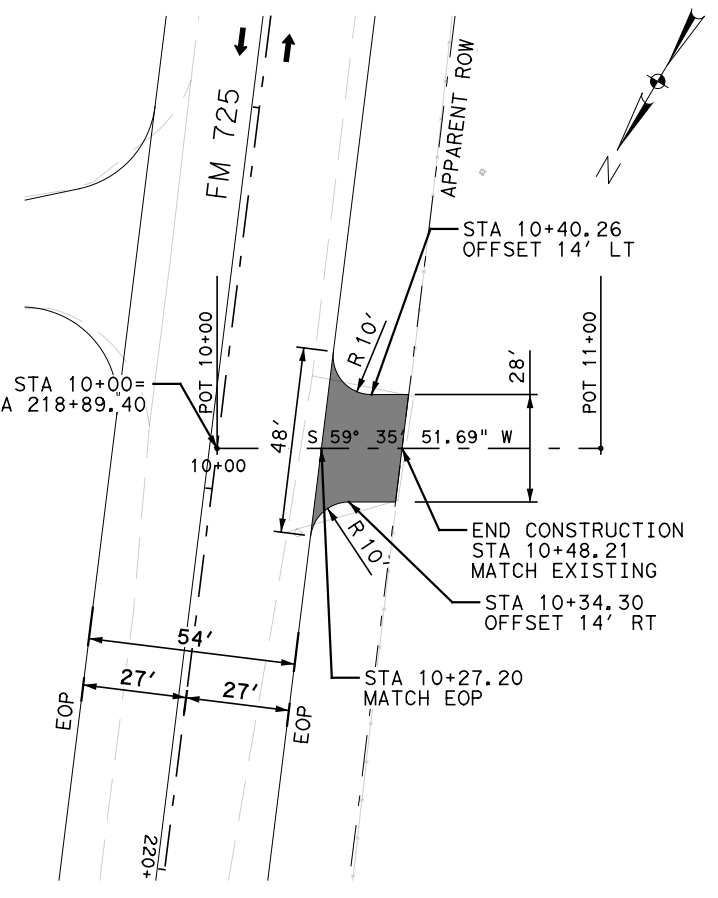 FM 725
APPARENT ROW
N
STA 10+40.26
OFFSET 14' LT
R 10'
POT 10+00
POT 11+00
28'
STA 10+00=
A 218+89.40
48'
S 59° 35' 51.69" W
10+00
R 10'
END CONSTRUCTION
STA 10+48.21
MATCH EXISTING
STA 10+34.30
OFFSET 14' RT
54'
27'
27'
STA 10+27.20
MATCH EOP
EOP
EOP
220+